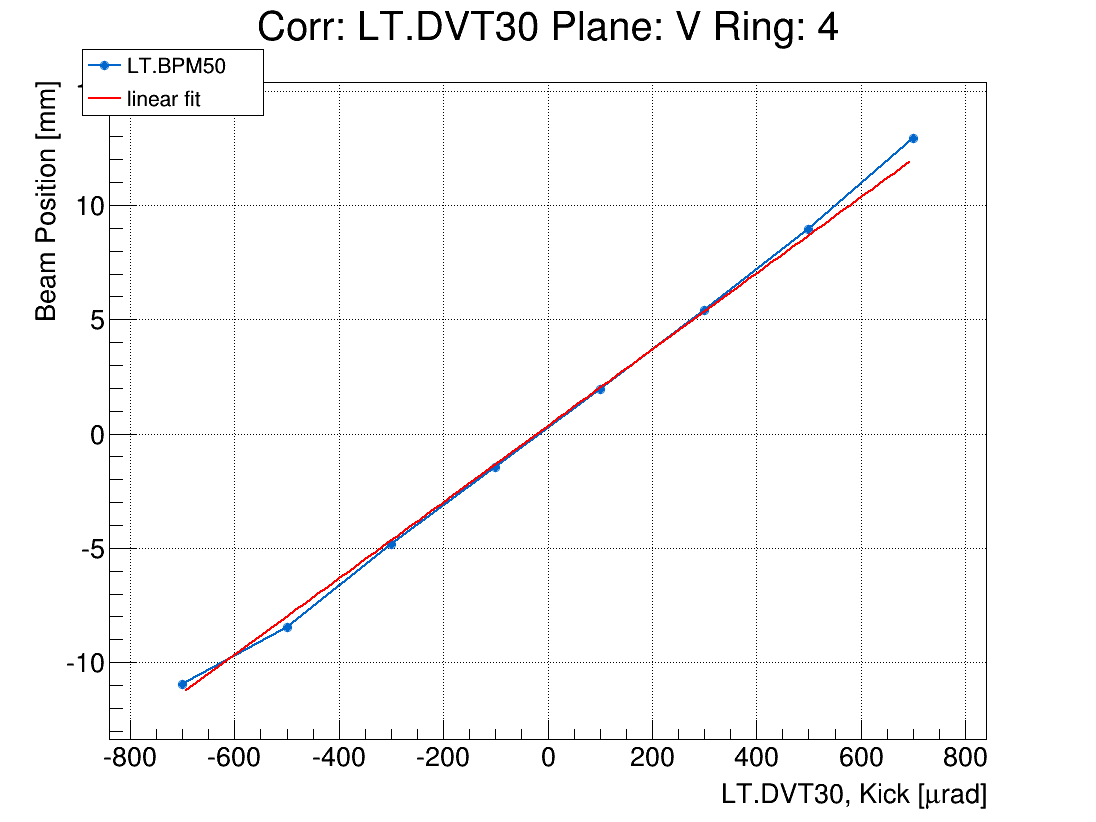 Corr: LT.DVT30 Plane: V Ring: 4
LT.BPM50
linear fit
Beam Position [mm]
10
5
0
-5
-10
-800 -600 -400 -200 0 200 400 600 800
LT.DVT30, Kick [μrad]